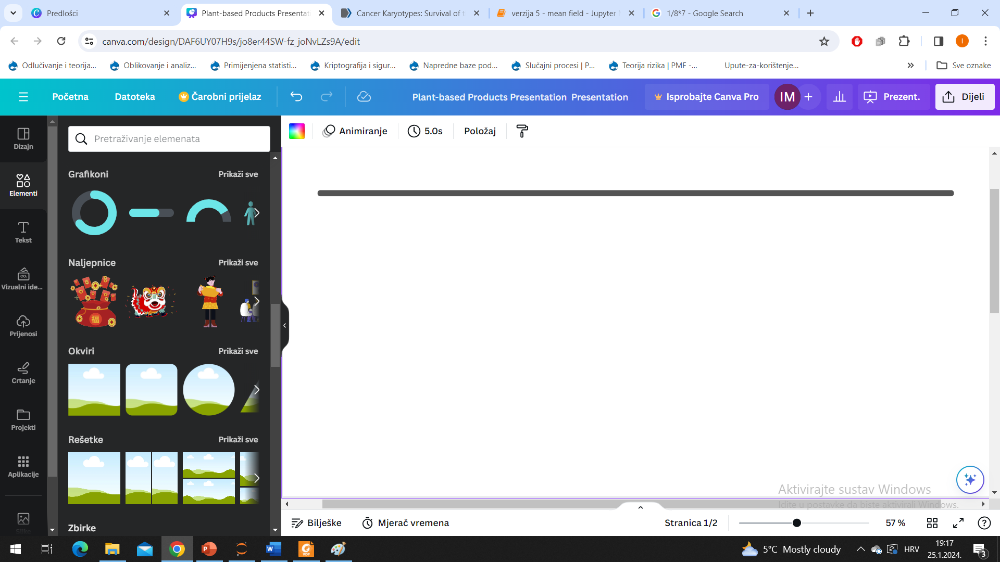 Predlošci
Plant-based Products Presentati
Cancer Karyotypes: Survival of t
verzija 5 - mean field - Jupyter
1/8*7 - Google Search
canva.com/design/DAF6UY07H9s/jo8er44SW-fz_joNvLZs9A/edit
Odlučivanje i teorija...
Oblikovanje i analiz...
Primijenjena statisti...
Kriptografija i sigur...
Napredne baze pod...
Slučajni procesi | P...
Teorija rizika | PMF -...
Upute-za-korištenje...
Sve oznake
Početna
Datoteka
Čarobni prijelaz
Plant-based Products Presentation Presentation
Isprobajte Canva Pro
IM
Prezent.
Dijeli
Dizajn
Elementi
Tekst
Vizualni ide...
Prijenosi
Crtanje
Projekti
Aplikacije
Slike
Pretraživanje elemenata
Grafikoni
Prikaži sve
Naljepnice
Prikaži sve
福
Okviri
Prikaži sve
Rešetke
Prikaži sve
Zbirke
Animiranje
5.0s
Položaj
Aktivirajte sustav Windows
Idite u postavke da biste aktivirali Windows.
Bilješke
Mjerač vremena
Stranica 1/2
57 %
5°C Mostly cloudy
HRV
19:17
25.1.2024.
3